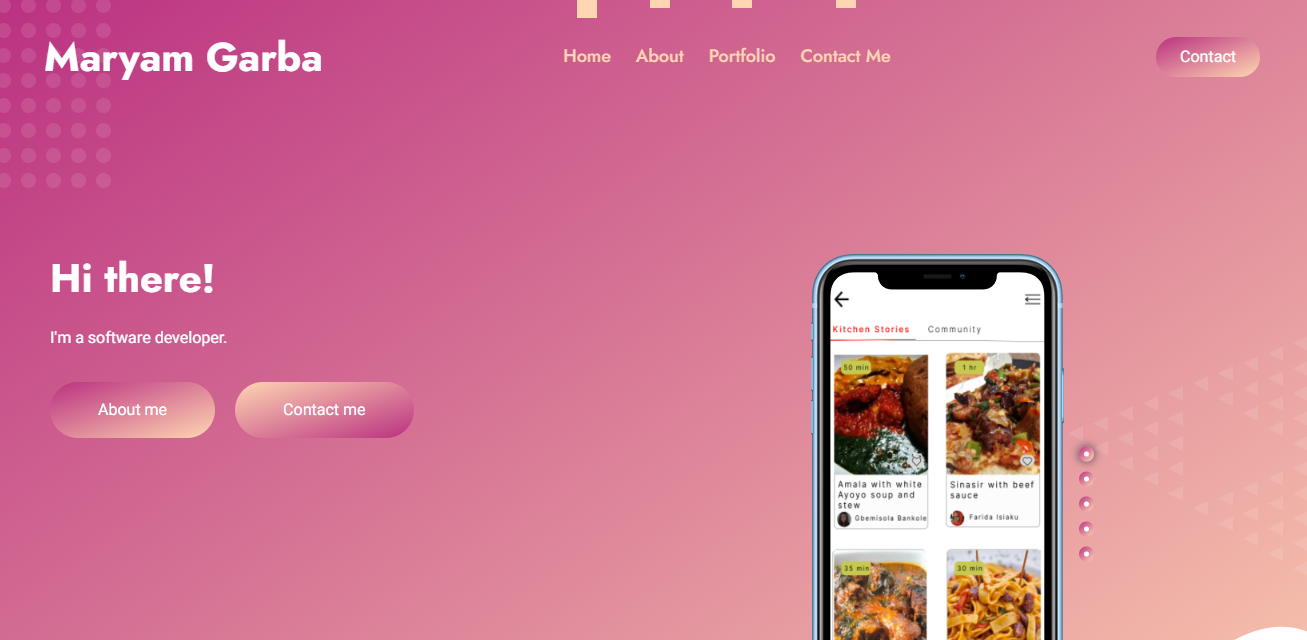 Maryam Garba
Home About Portfolio Contact Me
Contact
Hi there!
I'm a software developer.
About me Contact me
Kitchen Stories Community
50 min
1 hr
Amala with white
Ayoyo soup and
stew
Gbemisola Bankole
Sinasir with beef
sauce
Farida Isiaku
35 min
30 min